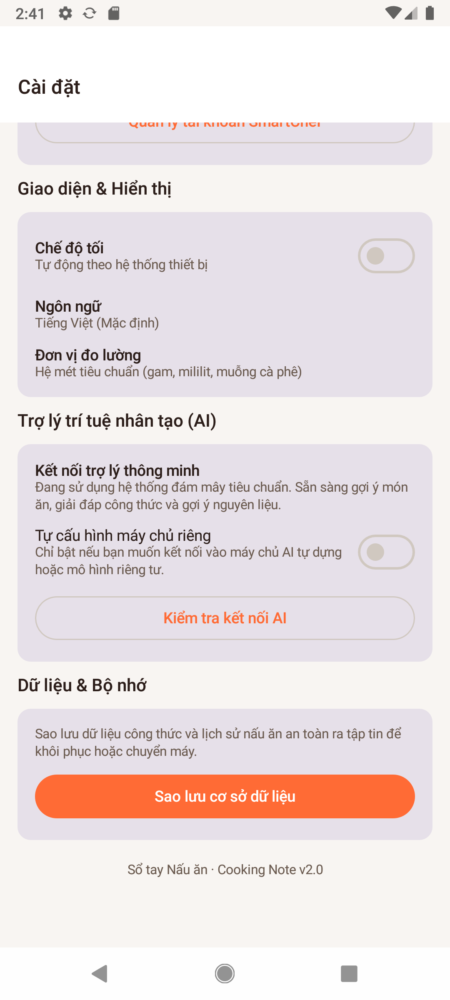 2:41
Cài đặt
Quản lý tài khoản SmartChef
Giao diện & Hiển thị
Chế độ tối
Tự động theo hệ thống thiết bị
Ngôn ngữ
Tiếng Việt (Mặc định)
Đơn vị đo lường
Hệ mét tiêu chuẩn (gam, mililit, muỗng cà phê)
Trợ lý trí tuệ nhân tạo (AI)
Kết nối trợ lý thông minh
Đang sử dụng hệ thống đám mây tiêu chuẩn. Sẵn sàng gợi ý món
ăn, giải đáp công thức và gợi ý nguyên liệu.
Tự cấu hình máy chủ riêng
Chỉ bật nếu bạn muốn kết nối vào máy chủ AI tự dựng
hoặc mô hình riêng tư.
Kiểm tra kết nối AI
Dữ liệu & Bộ nhớ
Sao lưu dữ liệu công thức và lịch sử nấu ăn an toàn ra tập tin để
khôi phục hoặc chuyển máy.
Sao lưu cơ sở dữ liệu
Sổ tay Nấu ăn · Cooking Note v2.0